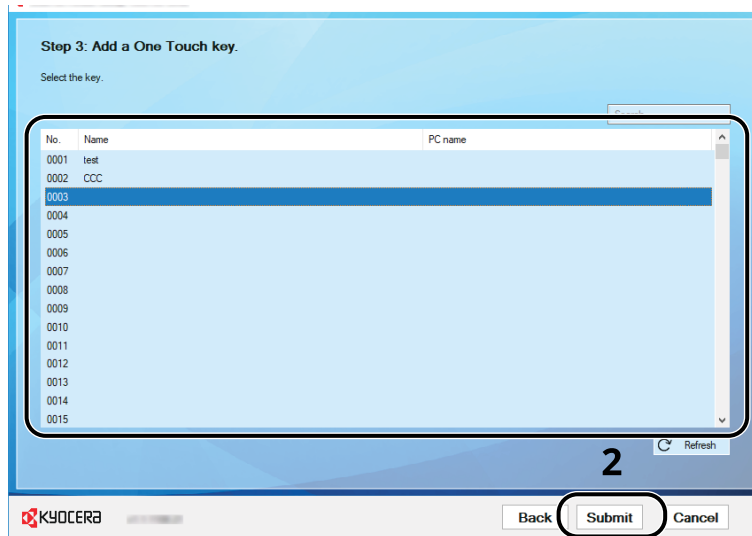 Step 3: Add a One Touch key.
Select the key.
No. Name PC name
0001 test
0002 CCC
0003
0004
0005
0006
0007
0008
0009
0010
0011
0012
0013
0014
0015
Refresh
2
KYOCERA Back Submit Cancel